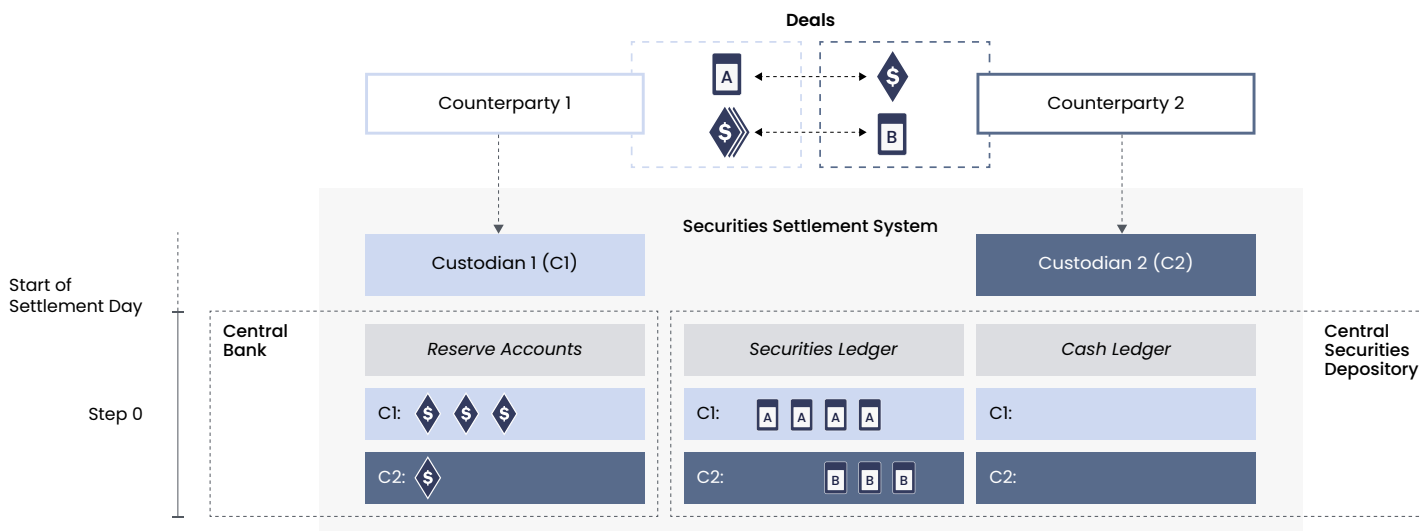 Deals
A
$
Counterparty 1
Counterparty 2
$
B
Securities Settlement System
Custodian 1 (C1)
Custodian 2 (C2)
Start of
Settlement Day
Central
Bank
Reserve Accounts
Securities Ledger
Cash Ledger
Central
Securities
Depository
Step 0
C1: $ $ $
C1: A A A A
C1:
C2: $
C2: B B B
C2: